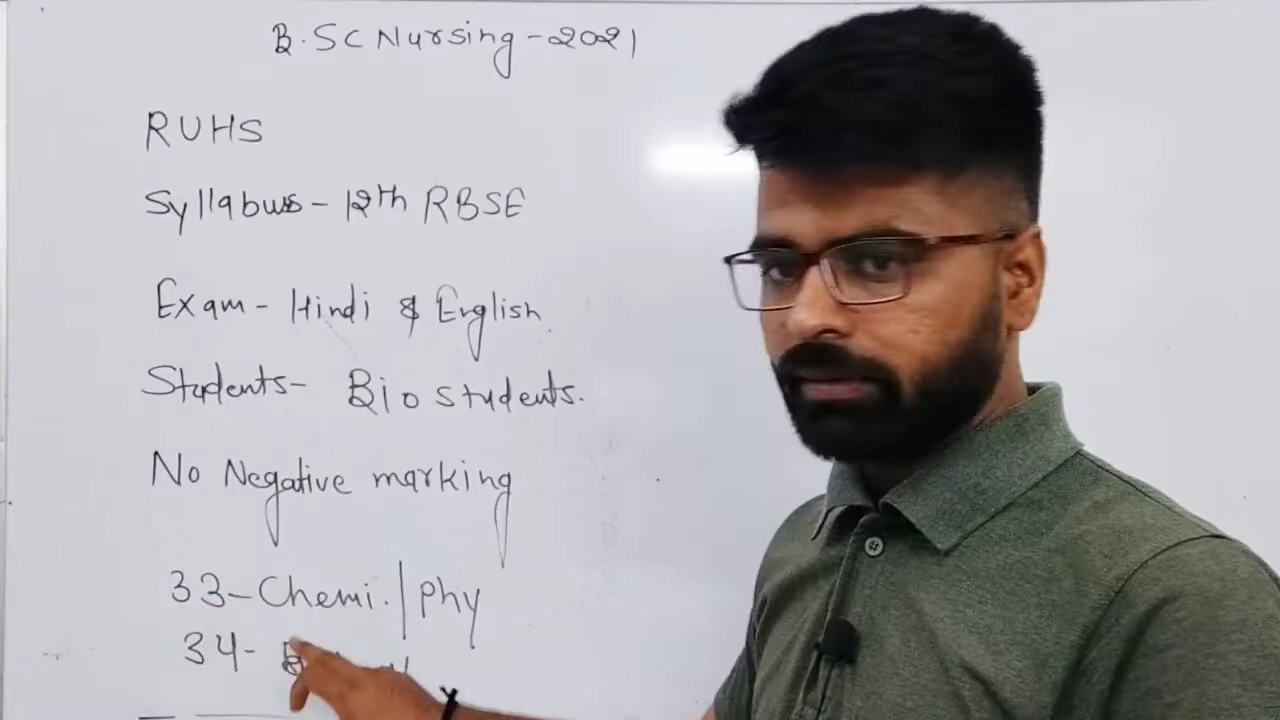 B.SC Nursing-2021
RUHS
Syllabus-12th RBSE
Exam-Hindi & English
Students-Bio students.
No Negative marking
33-Chemi./Phy
34-